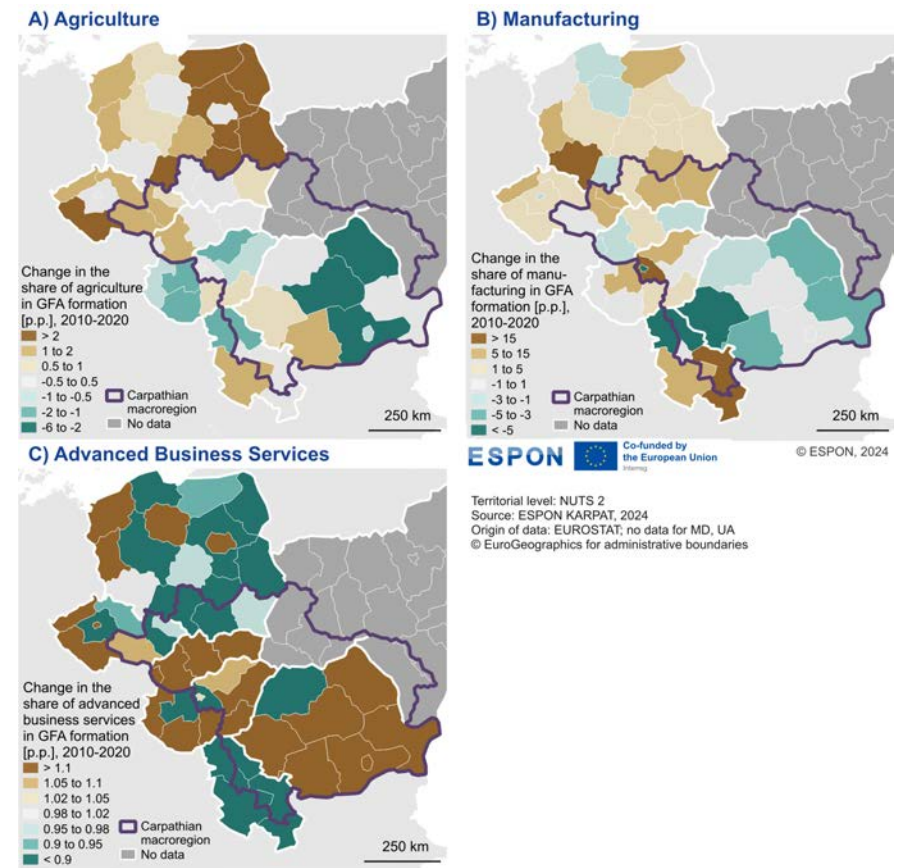 A) Agriculture
Change in the
share of agriculture
in GFA formation
[p.p.], 2010-2020
> 2
1 to 2
0.5 to 1
-0.5 to 0.5
-1 to -0.5
-2 to -1
-6 to -2
Carpathian
macroregion
No data
250 km
B) Manufacturing
Change in the
share of manu-
facturing in GFA
formation [p.p.],
2010-2020
> 15
5 to 15
1 to 5
-1 to 1
-3 to -1
-5 to -3
< -5
Carpathian
macroregion
No data
250 km
C) Advanced Business Services
Change in the
share of advanced
business services
in GFA formation
[p.p.], 2010-2020
> 1.1
1.05 to 1.1
1.02 to 1.05
0.98 to 1.02
0.95 to 0.98
0.9 to 0.95
< 0.9
Carpathian
macroregion
No data
250 km
ESPON
Co-funded by
the European Union
Interreg
© ESPON, 2024
Territorial level: NUTS 2
Source: ESPON KARPAT, 2024
Origin of data: EUROSTAT; no data for MD, UA
© EuroGeographics for administrative boundaries